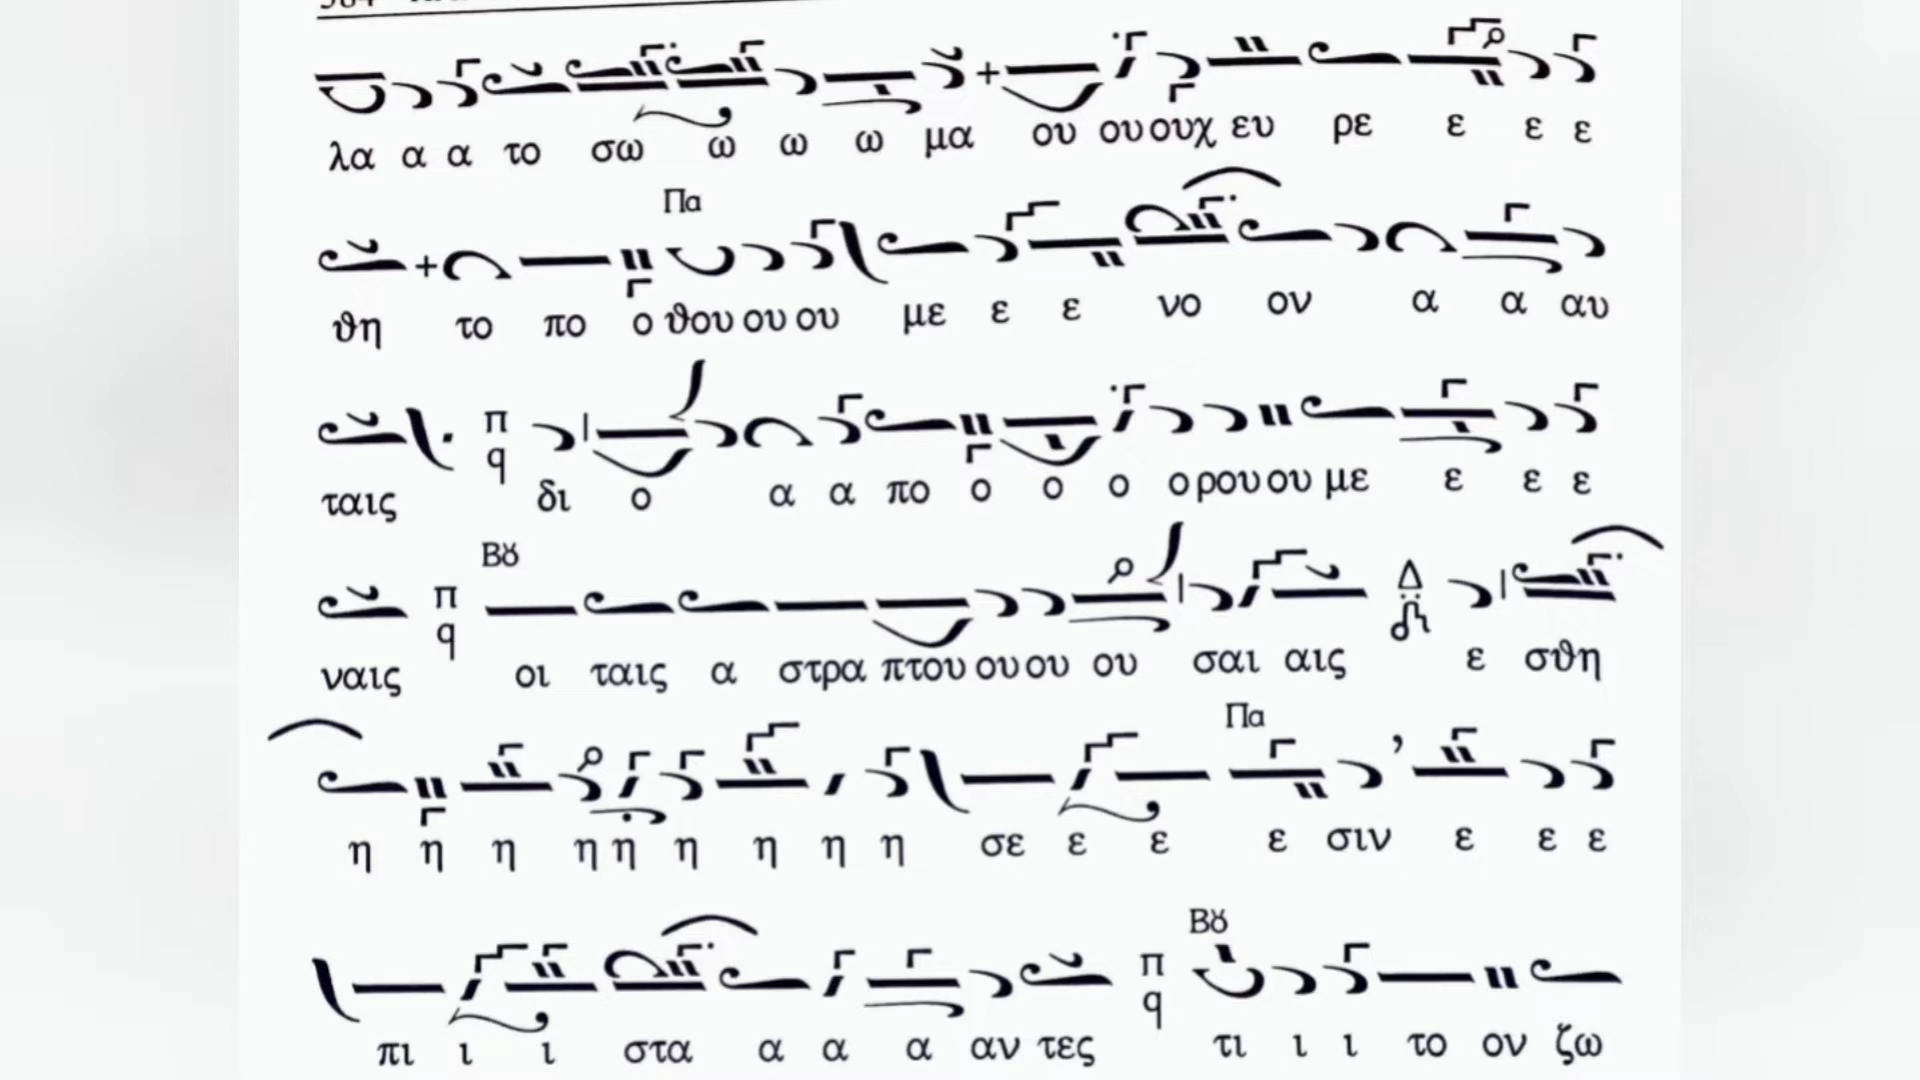 λα α α το σω ω ω ω μα ου ου ουχ ευ ρε ε ε ε
Πα
θη το πο ο θου ου ου με ε ε νο ον α α αυ
ταις π q δι ο α α πο ο ο ο ο ρου ου με ε ε ε
Βȣ
ναις π q οι ταις α στρα πτου ου ου ου σαι αις Δ ε σθη
Πα
η η η η η η η η η σε ε ε ε σιν ε ε ε
Βȣ
πι ι ι στα α α α αν τες π q τι ι ι το ον ζω